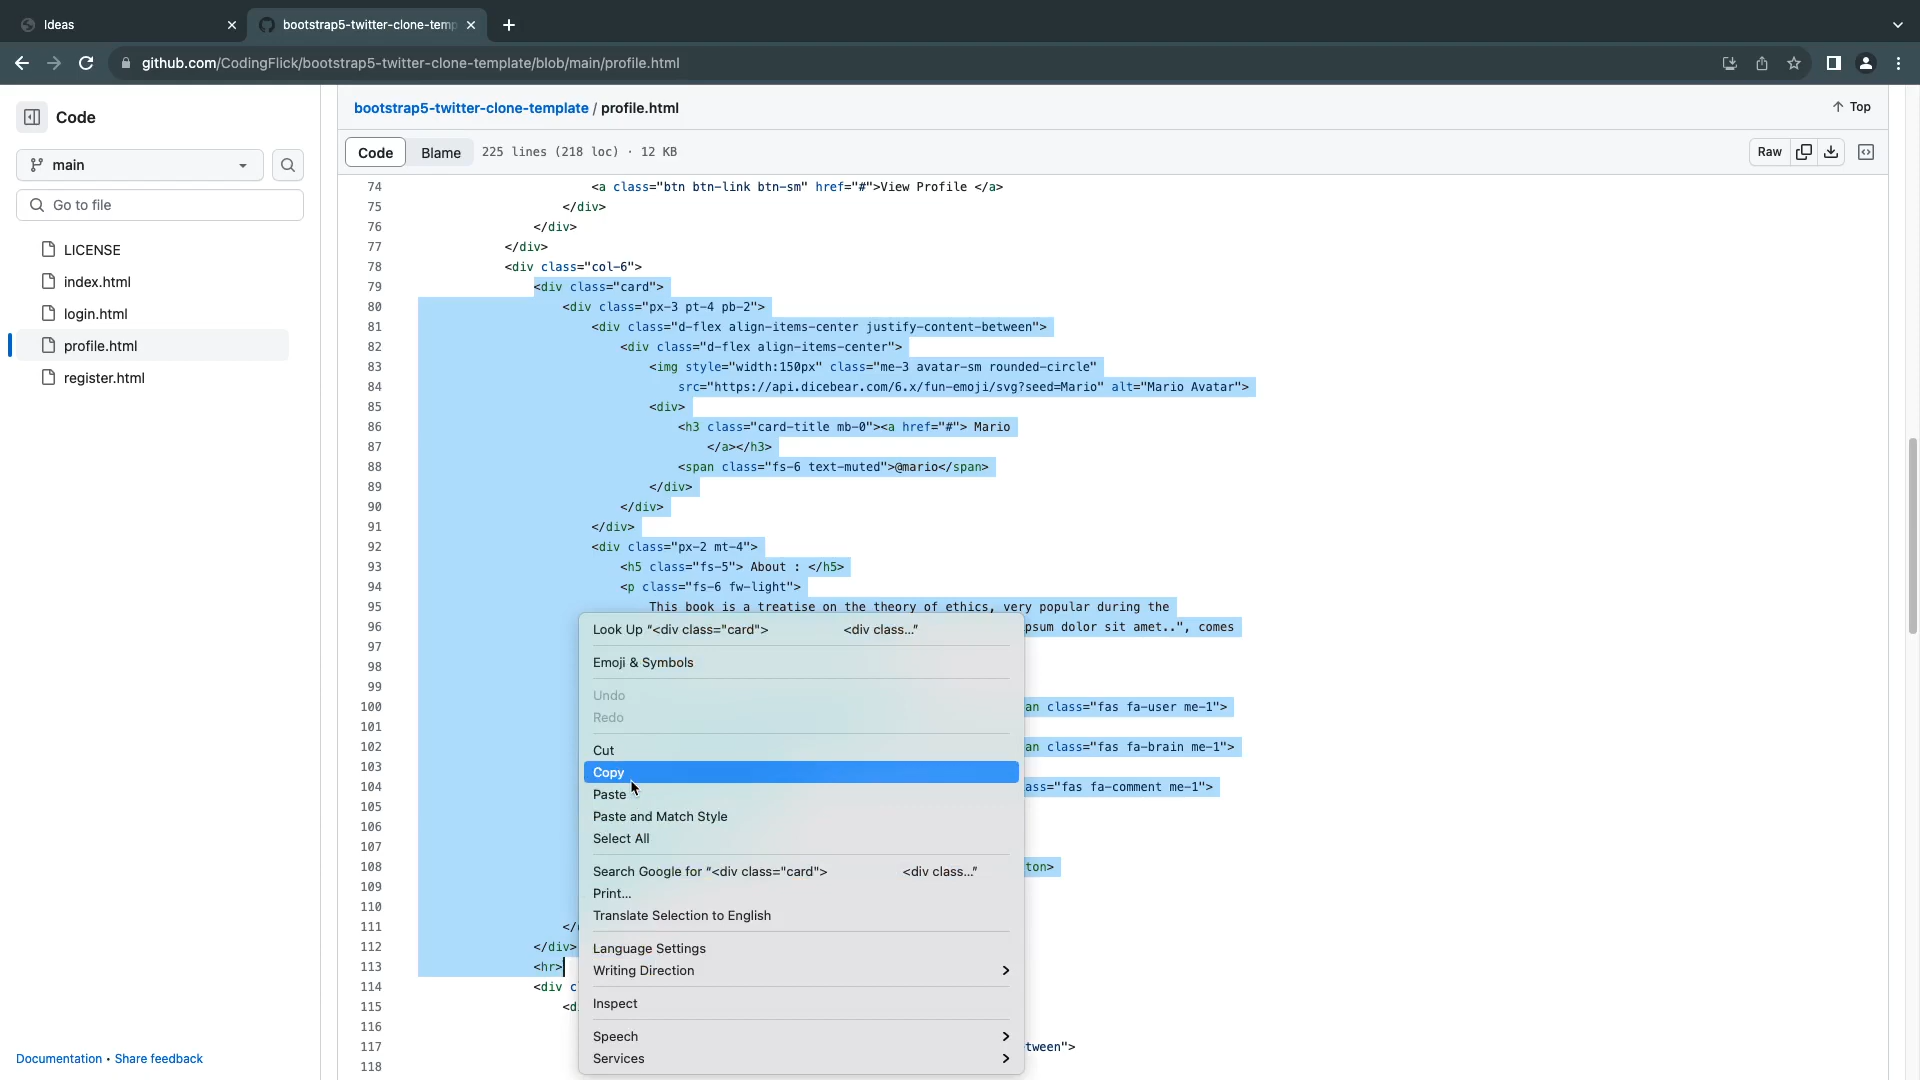 Ideas
bootstrap5-twitter-clone-temp
github.com/CodingFlick/bootstrap5-twitter-clone-template/blob/main/profile.html
Code
main
Go to file
LICENSE
index.html
login.html
profile.html
register.html
Documentation • Share feedback
bootstrap5-twitter-clone-template / profile.html
Top
Code Blame 225 lines (218 loc) · 12 KB
Raw
74 <a class="btn btn-link btn-sm" href="#">View Profile </a>
75 </div>
76 </div>
77 </div>
78 <div class="col-6">
79 <div class="card">
80 <div class="px-3 pt-4 pb-2">
81 <div class="d-flex align-items-center justify-content-between">
82 <div class="d-flex align-items-center">
83 <img style="width:150px" class="me-3 avatar-sm rounded-circle"
84 src="https://api.dicebear.com/6.x/fun-emoji/svg?seed=Mario" alt="Mario Avatar">
85 <div>
86 <h3 class="card-title mb-0"><a href="#"> Mario
87 </a></h3>
88 <span class="fs-6 text-muted">@mario</span>
89 </div>
90 </div>
91 </div>
92 <div class="px-2 mt-4">
93 <h5 class="fs-5"> About : </h5>
94 <p class="fs-6 fw-light">
95 This book is a treatise on the theory of ethics, very popular during the
96 psum dolor sit amet..", comes
97
98
99
100 an class="fas fa-user me-1">
101
102 an class="fas fa-brain me-1">
103
104 ass="fas fa-comment me-1">
105
106
107
108 ton>
109
110
111 </
112 </div>
113 <hr>
114 <div c
115 <d
116
117 tween">
118
Look Up "<div class="card"> <div class..."
Emoji & Symbols
Undo
Redo
Cut
Copy
Paste
Paste and Match Style
Select All
Search Google for "<div class="card"> <div class..."
Print...
Translate Selection to English
Language Settings
Writing Direction
Inspect
Speech
Services